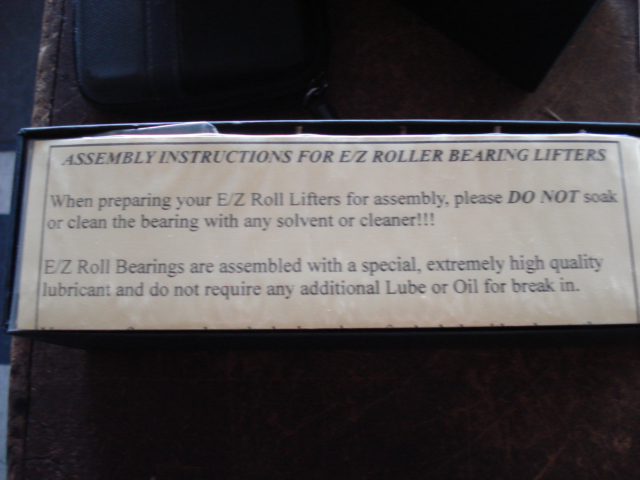 ASSEMBLY INSTRUCTIONS FOR E/Z ROLLER BEARING LIFTERS
When preparing your E/Z Roll Lifters for assembly, please DO NOT soak
or clean the bearing with any solvent or cleaner!!!
E/Z Roll Bearings are assembled with a special, extremely high quality
lubricant and do not require any additional Lube or Oil for break in.